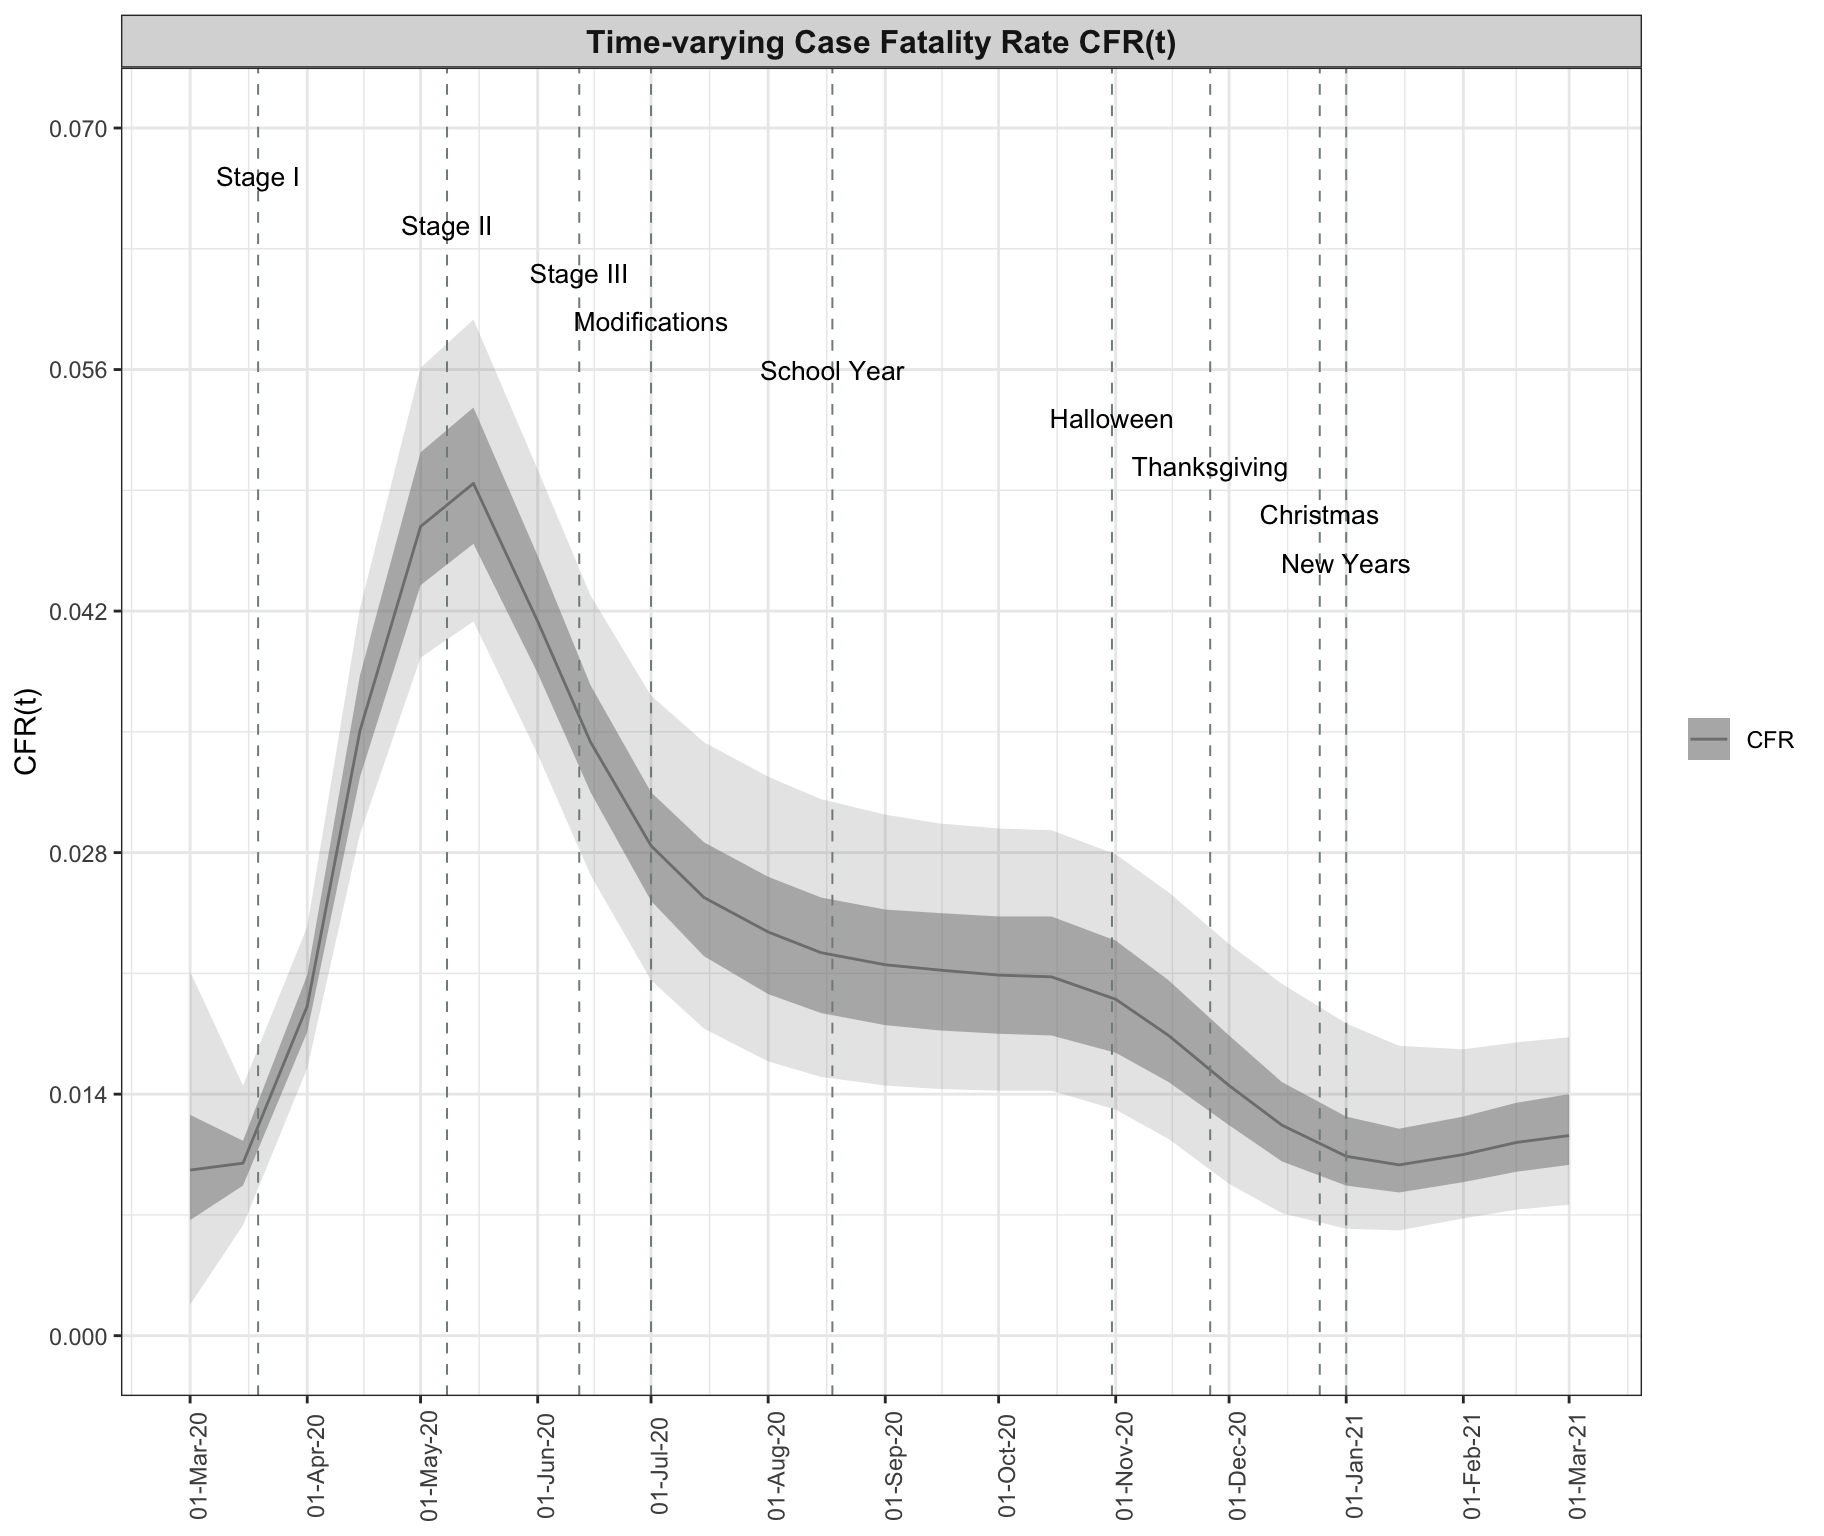 Time-varying Case Fatality Rate CFR(t)
0.070
Stage I
Stage II
Stage III
Modifications
0.056
School Year
Halloween
Thanksgiving
Christmas
New Years
0.042
CFR(t)
CFR
0.028
0.014
0.000
01-Mar-20
01-Apr-20
01-May-20
01-Jun-20
01-Jul-20
01-Aug-20
01-Sep-20
01-Oct-20
01-Nov-20
01-Dec-20
01-Jan-21
01-Feb-21
01-Mar-21